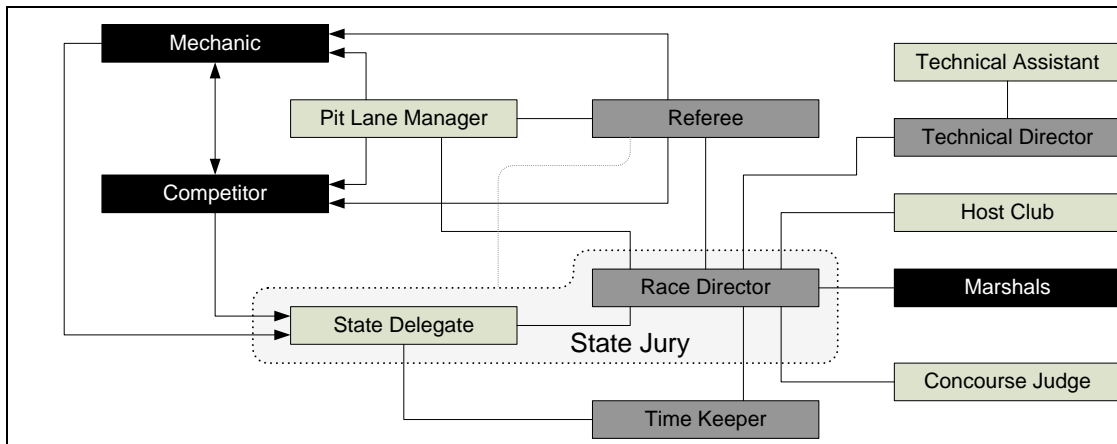 Mechanic
Technical Assistant
Pit Lane Manager
Referee
Technical Director
Competitor
Host Club
Race Director
Marshals
State Delegate
State Jury
Concourse Judge
Time Keeper